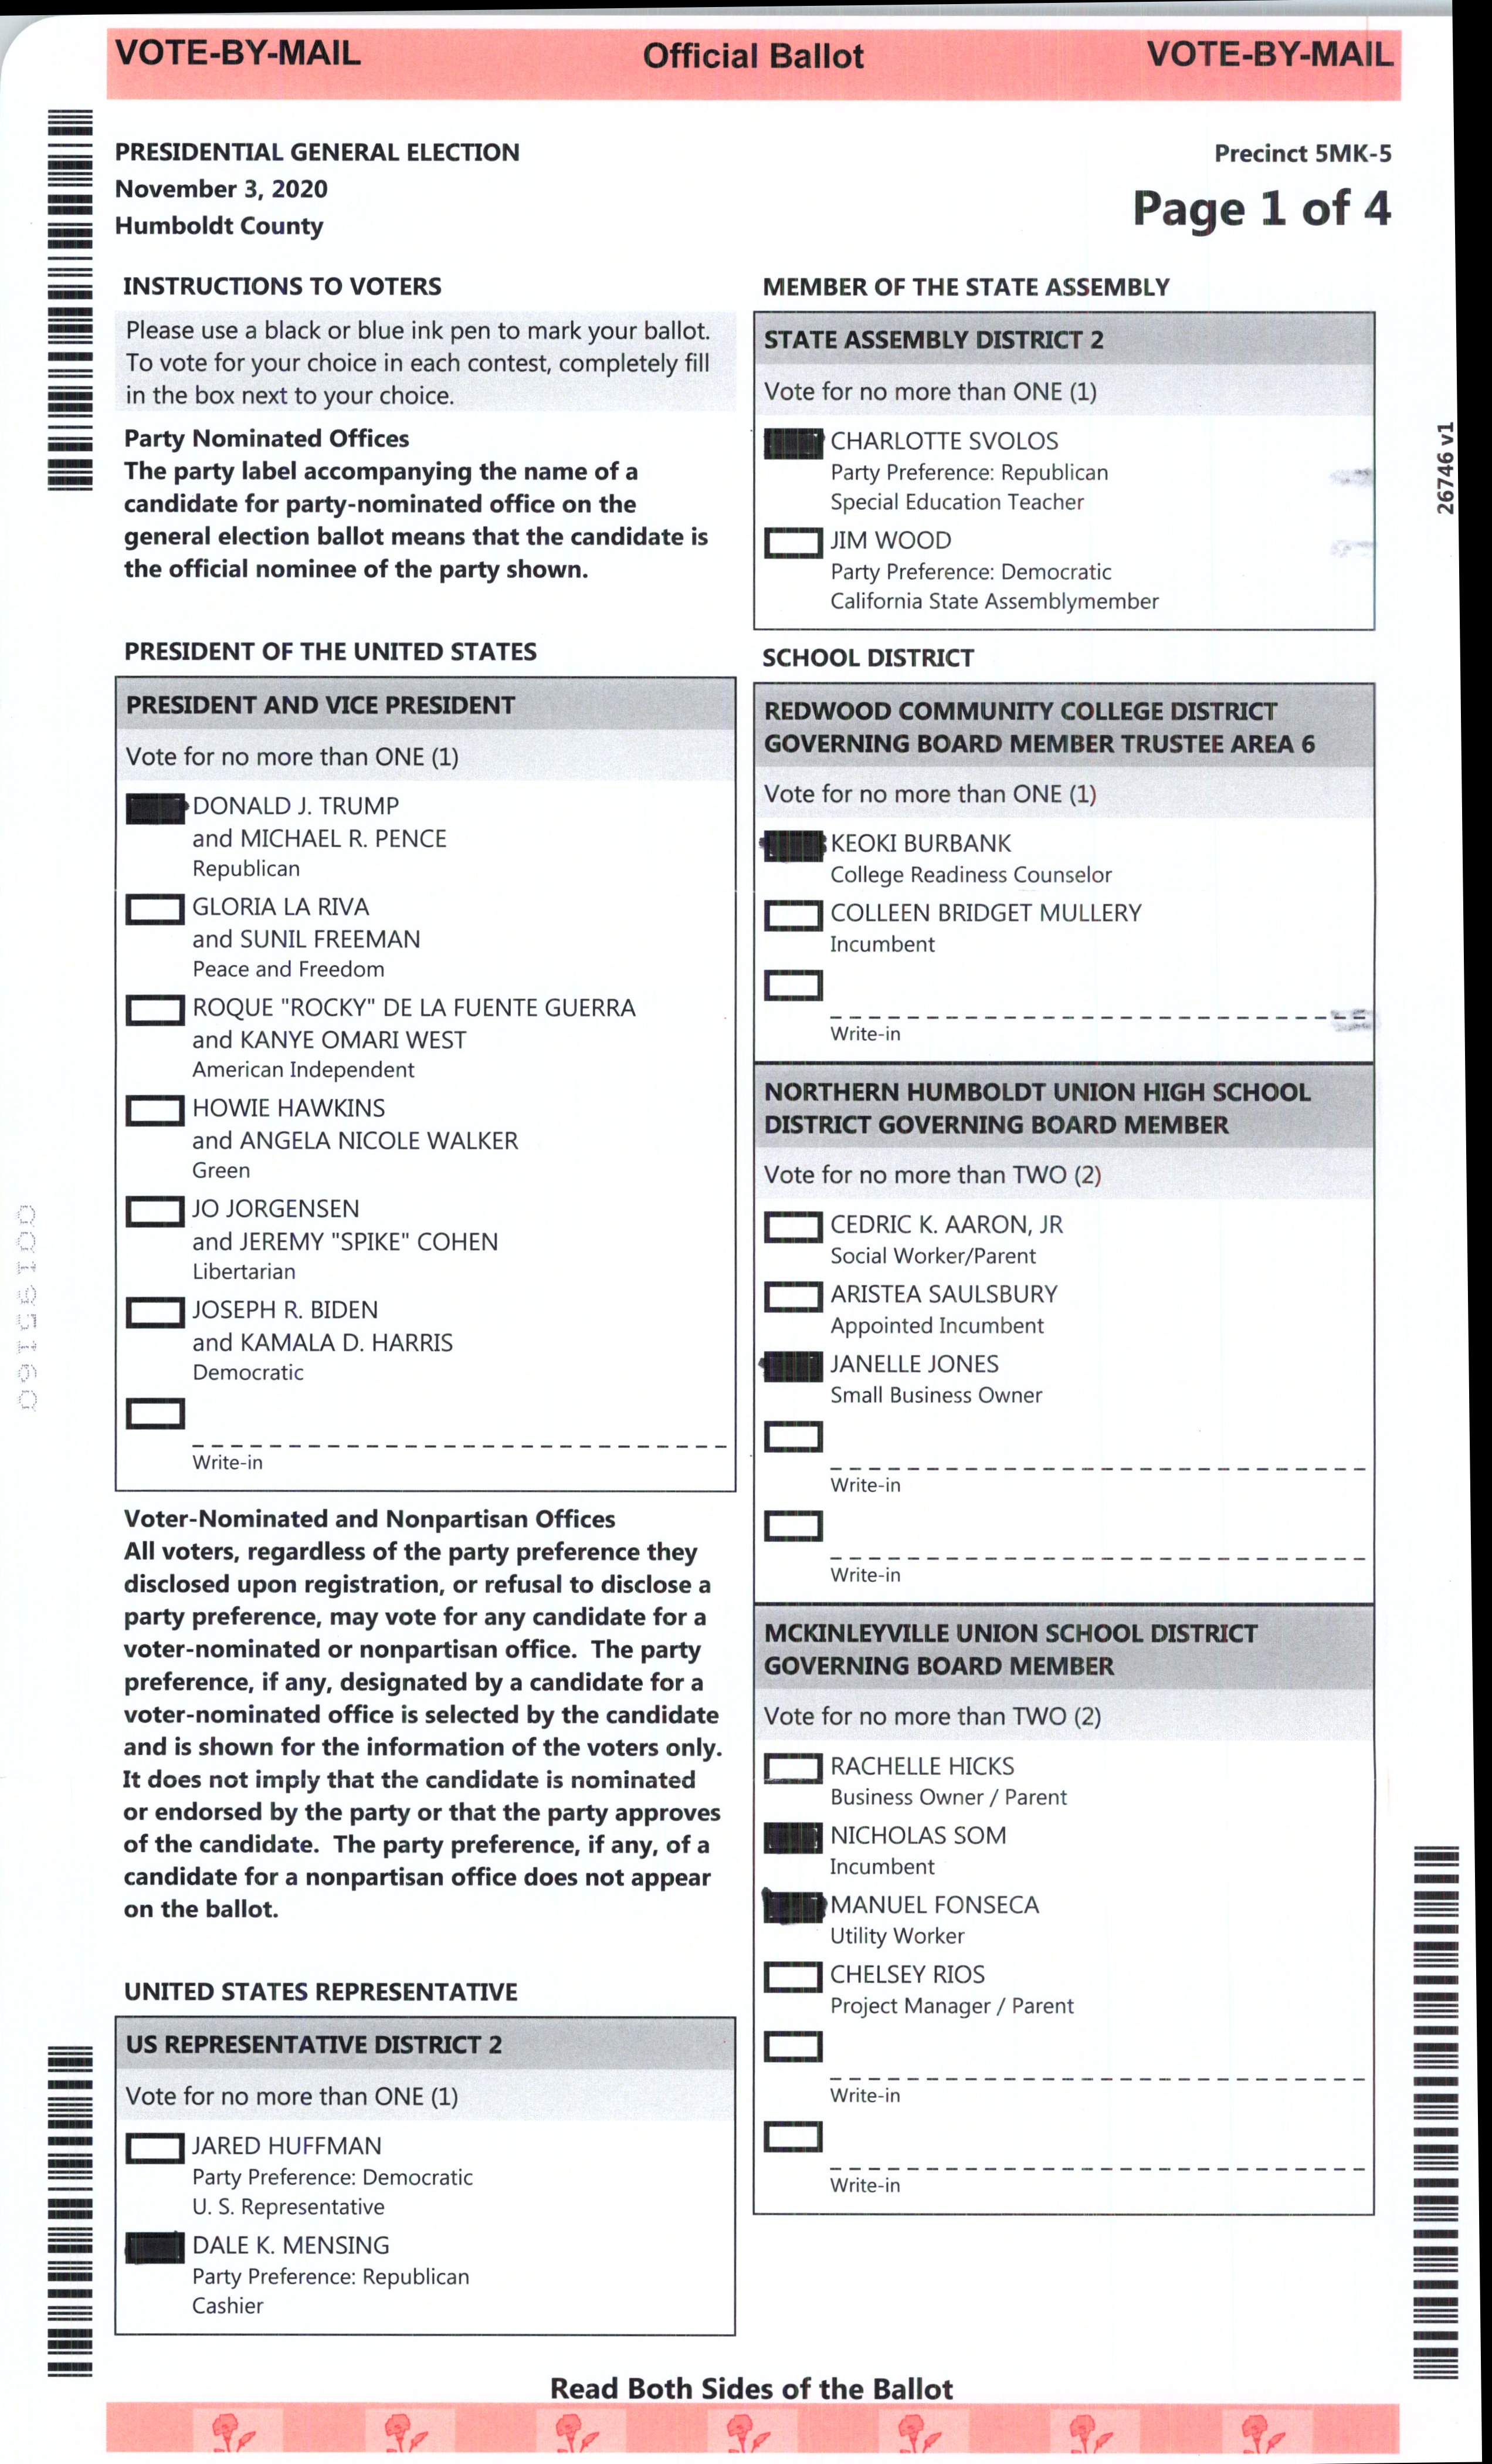 VOTE-BY-MAIL Official Ballot VOTE-BY-MAIL
PRESIDENTIAL GENERAL ELECTION
November 3, 2020
Humboldt County
Precinct 5MK-5
Page 1 of 4
INSTRUCTIONS TO VOTERS
Please use a black or blue ink pen to mark your ballot.
To vote for your choice in each contest, completely fill
in the box next to your choice.
Party Nominated Offices
The party label accompanying the name of a
candidate for party-nominated office on the
general election ballot means that the candidate is
the official nominee of the party shown.
PRESIDENT OF THE UNITED STATES
PRESIDENT AND VICE PRESIDENT
Vote for no more than ONE (1)
DONALD J. TRUMP
and MICHAEL R. PENCE
Republican
GLORIA LA RIVA
and SUNIL FREEMAN
Peace and Freedom
ROQUE "ROCKY" DE LA FUENTE GUERRA
and KANYE OMARI WEST
American Independent
HOWIE HAWKINS
and ANGELA NICOLE WALKER
Green
JO JORGENSEN
and JEREMY "SPIKE" COHEN
Libertarian
JOSEPH R. BIDEN
and KAMALA D. HARRIS
Democratic
Write-in
Voter-Nominated and Nonpartisan Offices
All voters, regardless of the party preference they
disclosed upon registration, or refusal to disclose a
party preference, may vote for any candidate for a
voter-nominated or nonpartisan office. The party
preference, if any, designated by a candidate for a
voter-nominated office is selected by the candidate
and is shown for the information of the voters only.
It does not imply that the candidate is nominated
or endorsed by the party or that the party approves
of the candidate. The party preference, if any, of a
candidate for a nonpartisan office does not appear
on the ballot.
UNITED STATES REPRESENTATIVE
US REPRESENTATIVE DISTRICT 2
Vote for no more than ONE (1)
JARED HUFFMAN
Party Preference: Democratic
U. S. Representative
DALE K. MENSING
Party Preference: Republican
Cashier
MEMBER OF THE STATE ASSEMBLY
STATE ASSEMBLY DISTRICT 2
Vote for no more than ONE (1)
CHARLOTTE SVOLOS
Party Preference: Republican
Special Education Teacher
JIM WOOD
Party Preference: Democratic
California State Assemblymember
SCHOOL DISTRICT
REDWOOD COMMUNITY COLLEGE DISTRICT
GOVERNING BOARD MEMBER TRUSTEE AREA 6
Vote for no more than ONE (1)
KEOKI BURBANK
College Readiness Counselor
COLLEEN BRIDGET MULLERY
Incumbent
Write-in
NORTHERN HUMBOLDT UNION HIGH SCHOOL
DISTRICT GOVERNING BOARD MEMBER
Vote for no more than TWO (2)
CEDRIC K. AARON, JR
Social Worker/Parent
ARISTEA SAULSBURY
Appointed Incumbent
JANELLE JONES
Small Business Owner
Write-in
Write-in
MCKINLEYVILLE UNION SCHOOL DISTRICT
GOVERNING BOARD MEMBER
Vote for no more than TWO (2)
RACHELLE HICKS
Business Owner / Parent
NICHOLAS SOM
Incumbent
MANUEL FONSECA
Utility Worker
CHELSEY RIOS
Project Manager / Parent
Write-in
Write-in
26746 v1
Read Both Sides of the Ballot